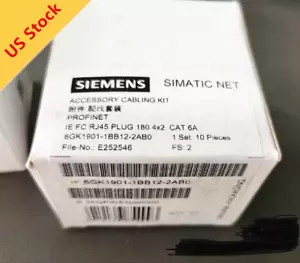 US Stock
SIEMENS
SIMATIC NET
ACCESSORY CABLING KIT
附件 配线套装
PROFINET
IE FC RJ45 PLUG 180 4x2 CAT 6A
6GK1901-1BB12-2AB0 1 Set: 10 Pieces
File-No.: E252546 FS: 2
1P 6GK1901-1BB12-2AB0